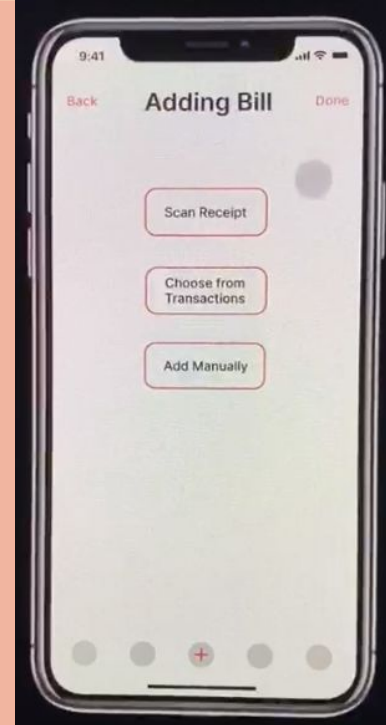 9:41
Back
Adding Bill
Done
Scan Receipt
Choose from
Transactions
Add Manually
+